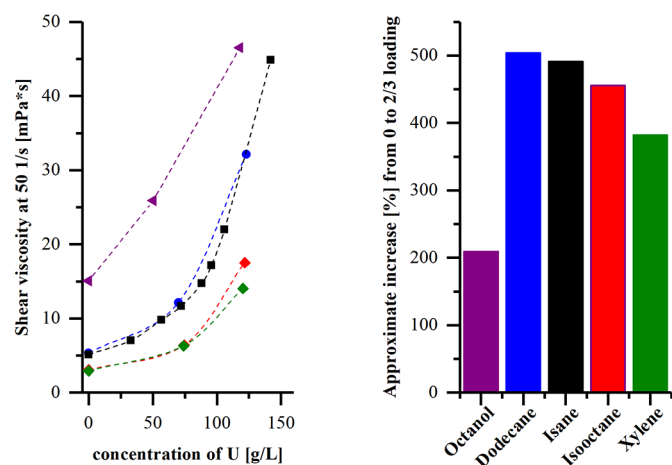 Shear viscosity at 50 1/s [mPa*s]
50
40
30
20
10
0
0
50
100
150
concentration of U [g/L]
Approximate increase [%] from 0 to 2/3 loading
500
400
300
200
100
0
Octanol
Dodecane
Isane
Isooctane
Xylene